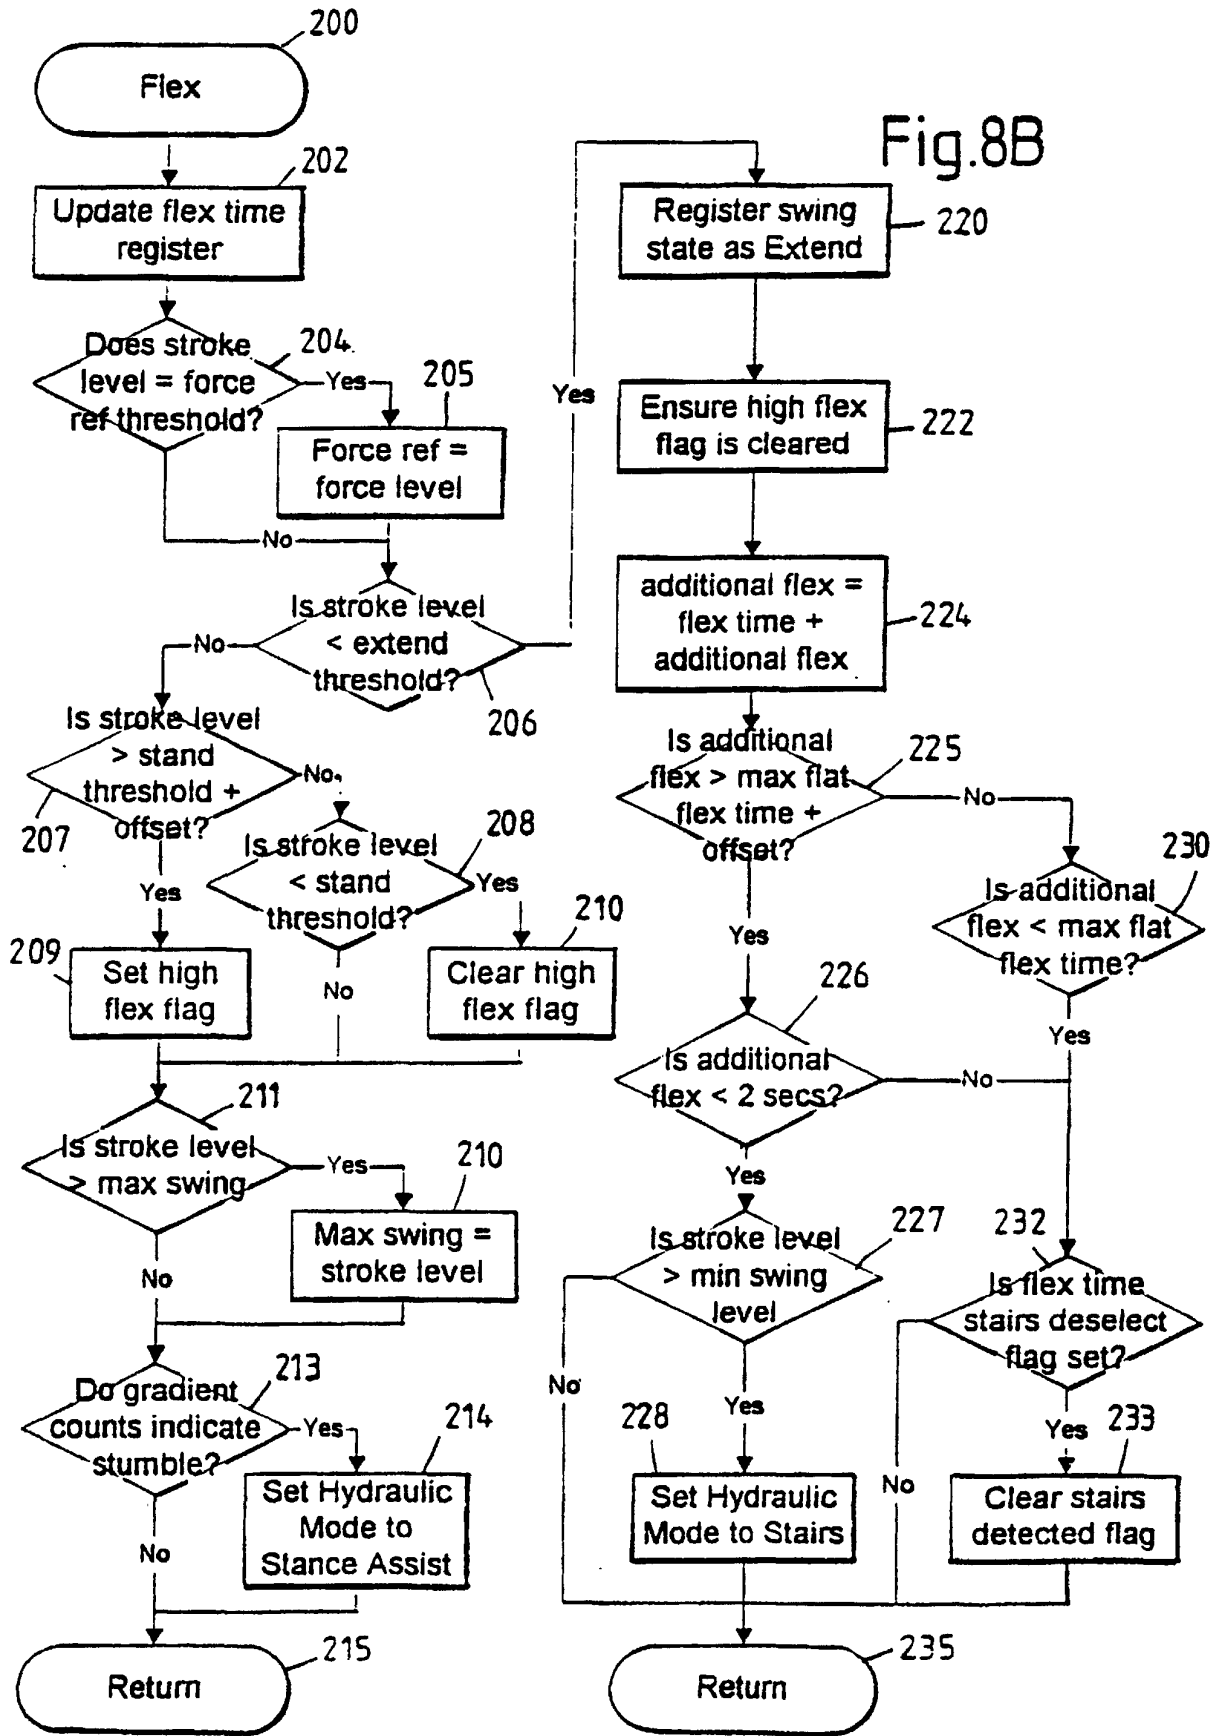 200
Flex
Fig.8B
202
Update flex time
register
Does stroke
level = force
ref threshold?
204
Yes
205
Force ref =
force level
No
Is stroke level
< extend
threshold?
206
No
Yes
Is stroke level
> stand
threshold +
offset?
207
No
Is stroke level
< stand
threshold?
208
Yes
Yes
No
209
Set high
flex flag
210
Clear high
flex flag
211
Is stroke level
> max swing
Yes
210
Max swing =
stroke level
No
Do gradient
counts indicate
stumble?
213
Yes
214
Set Hydraulic
Mode to
Stance Assist
No
Return
215
Register swing
state as Extend
220
Ensure high flex
flag is cleared
222
additional flex =
flex time +
additional flex
224
Is additional
flex > max flat
flex time +
offset?
225
No
Yes
230
Is additional
flex < max flat
flex time?
Yes
226
Is additional
flex < 2 secs?
No
Yes
227
Is stroke level
> min swing
level
No
Yes
228
Set Hydraulic
Mode to Stairs
232
Is flex time
stairs deselect
flag set?
No
Yes
233
Clear stairs
detected flag
Return
235